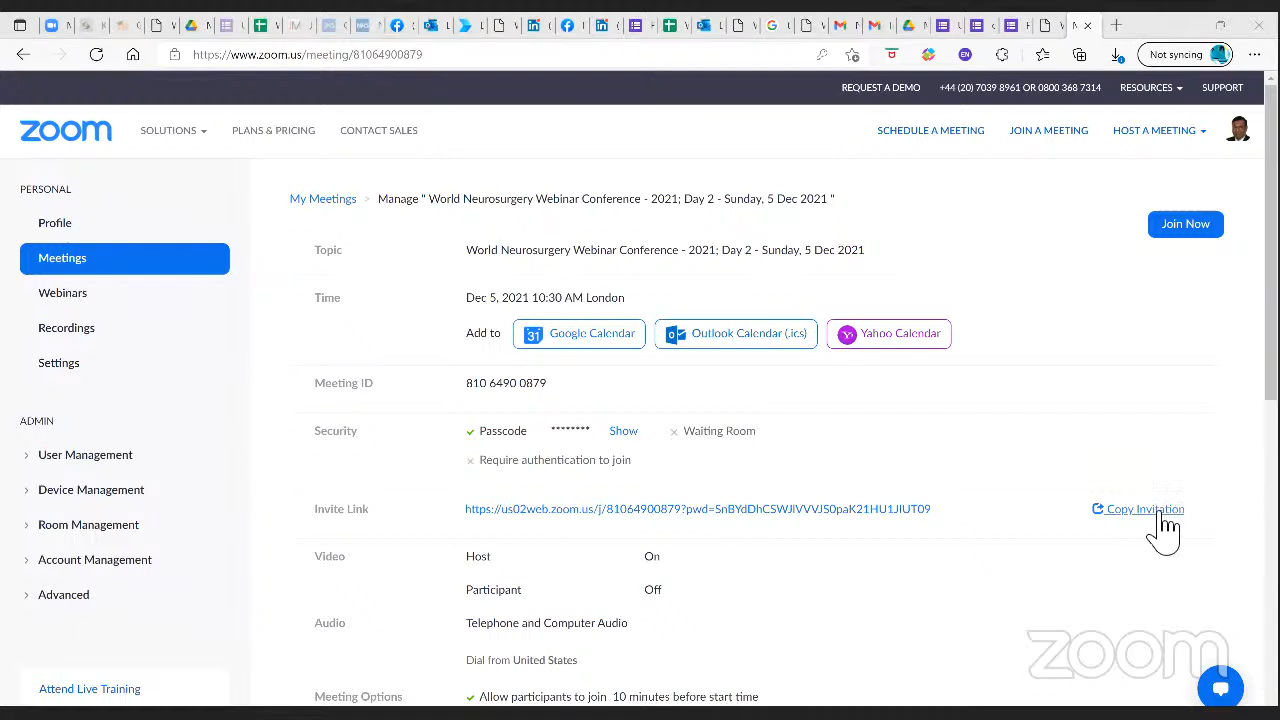 https://www.zoom.us/meeting/81064900879
Not syncing
REQUEST A DEMO +44 (20) 7039 8961 OR 0800 368 7314 RESOURCES SUPPORT
zoom SOLUTIONS PLANS & PRICING CONTACT SALES SCHEDULE A MEETING JOIN A MEETING HOST A MEETING
PERSONAL
Profile
Meetings
Webinars
Recordings
Settings
ADMIN
User Management
Device Management
Room Management
Account Management
Advanced
Attend Live Training
My Meetings > Manage " World Neurosurgery Webinar Conference - 2021; Day 2 - Sunday, 5 Dec 2021 "
Join Now
Topic World Neurosurgery Webinar Conference - 2021; Day 2 - Sunday, 5 Dec 2021
Time Dec 5, 2021 10:30 AM London
Add to 31 Google Calendar Outlook Calendar (.ics) Yahoo Calendar
Meeting ID 810 6490 0879
Security Passcode ******** Show Waiting Room
Require authentication to join
Invite Link https://us02web.zoom.us/j/81064900879?pwd=SnBYdDhCSWJlVVVJS0paK21HU1JIUT09 Copy Invitation
Video Host On
Participant Off
Audio Telephone and Computer Audio
Dial from United States
Meeting Options Allow participants to join 10 minutes before start time
zoom